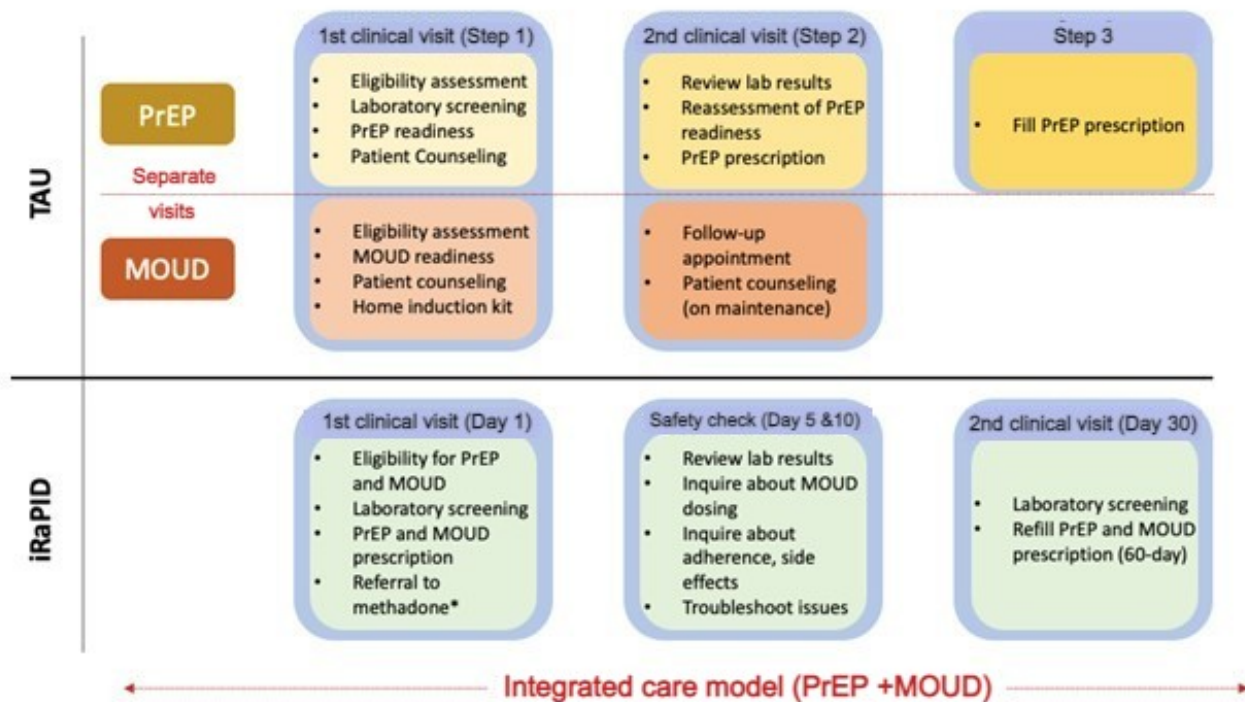 1st clinical visit (Step 1)
• Eligibility assessment
• Laboratory screening
• PrEP readiness
• Patient Counseling
2nd clinical visit (Step 2)
• Review lab results
• Reassessment of PrEP
readiness
• PrEP prescription
Step 3
• Fill PrEP prescription
TAU
PrEP
Separate
visits
MOUD
• Eligibility assessment
• MOUD readiness
• Patient counseling
• Home induction kit
• Follow-up
appointment
• Patient counseling
(on maintenance)
iRaPID
1st clinical visit (Day 1)
• Eligibility for PrEP
and MOUD
• Laboratory screening
• PrEP and MOUD
prescription
• Referral to
methadone*
Safety check (Day 5 &10)
• Review lab results
• Inquire about MOUD
dosing
• Inquire about
adherence, side
effects
• Troubleshoot issues
2nd clinical visit (Day 30)
• Laboratory screening
• Refill PrEP and MOUD
prescription (60-day)
Integrated care model (PrEP +MOUD)